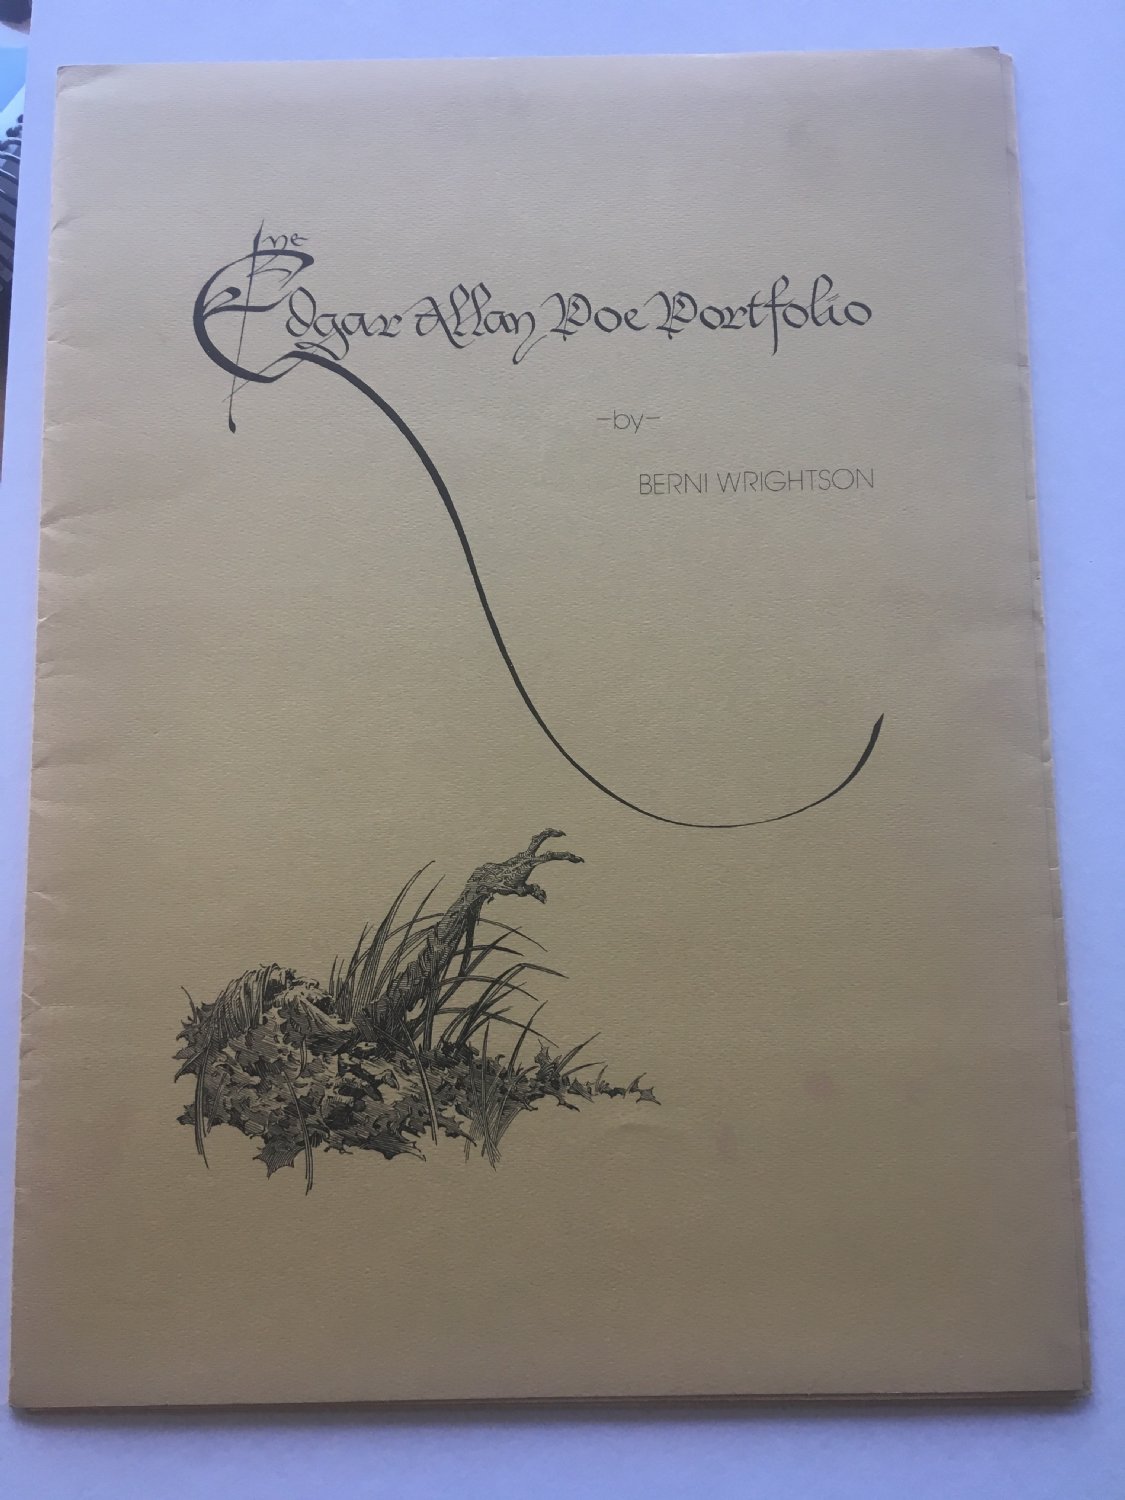 The
Edgar Allan Poe Portfolio
-by-
BERNI WRIGHTSON